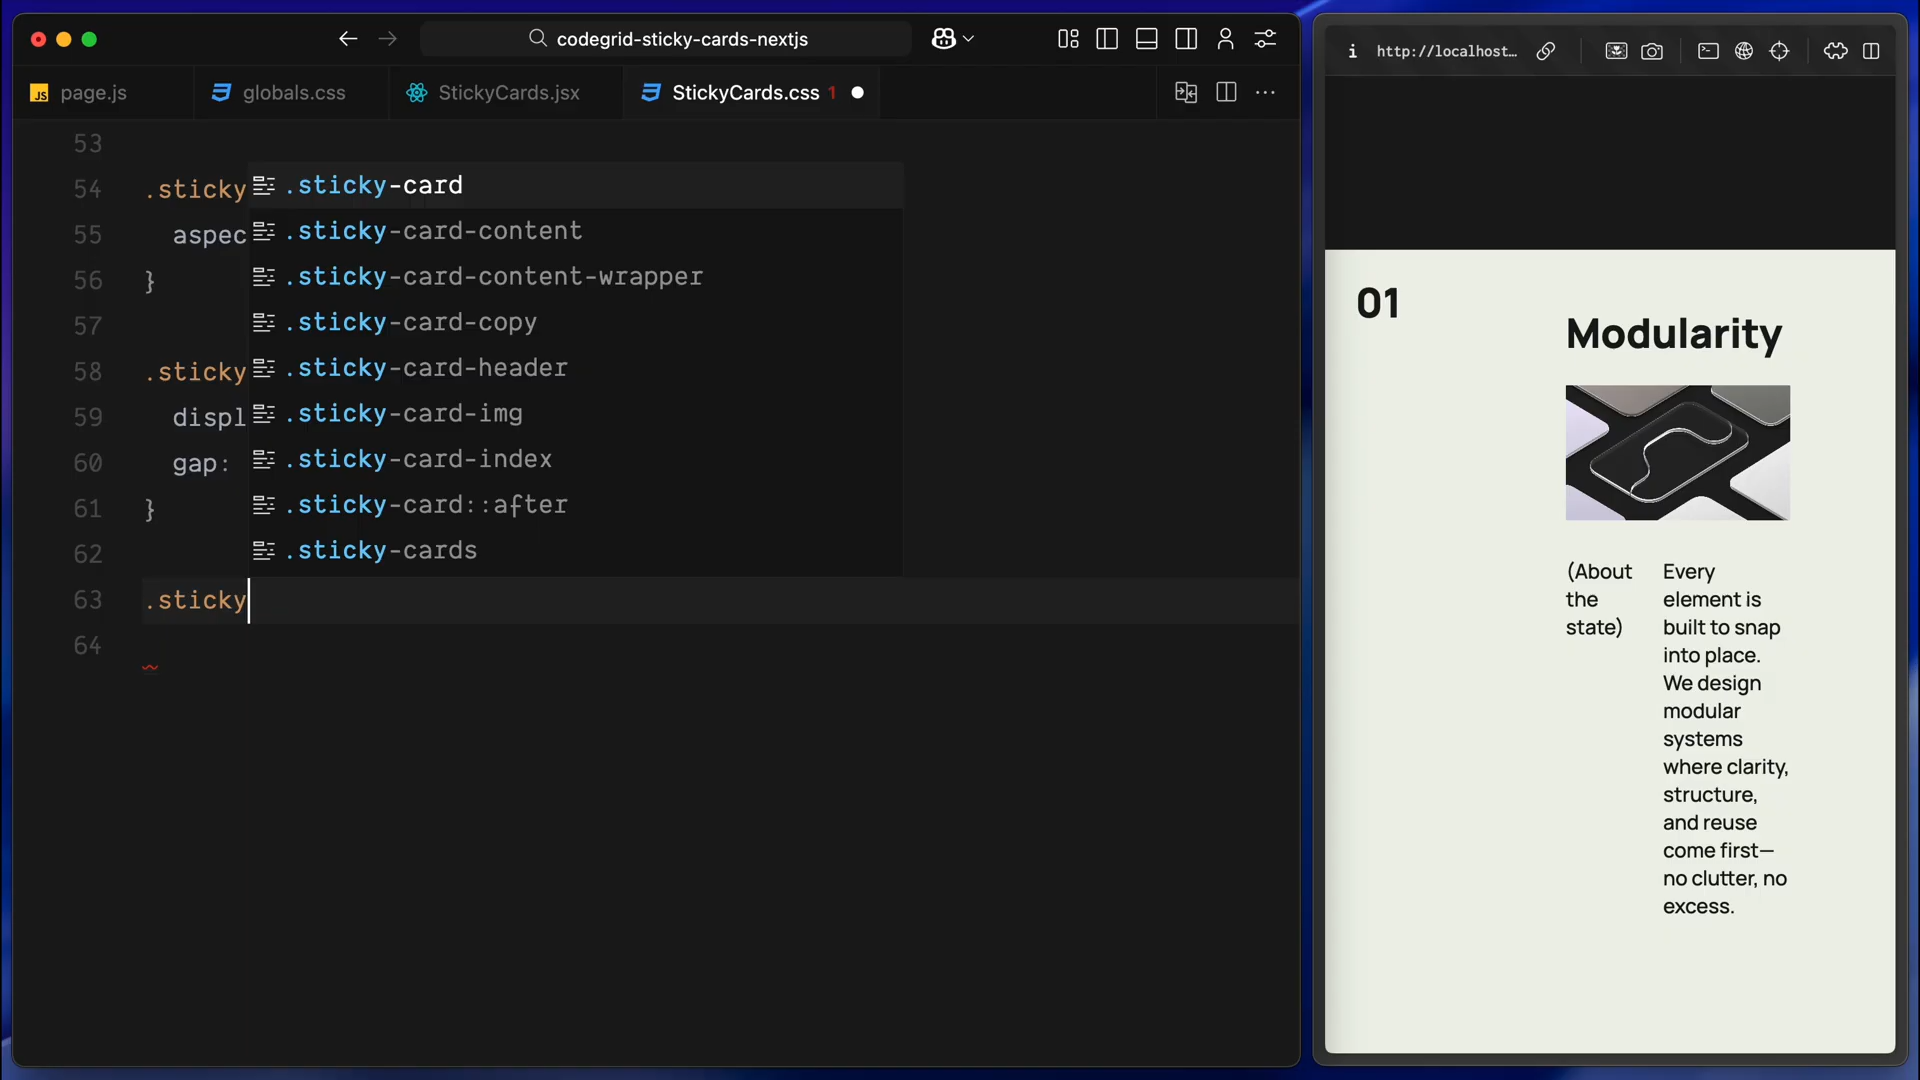 codegrid-sticky-cards-nextjs
JS page.js
globals.css
StickyCards.jsx
StickyCards.css 1
53
54 .sticky
55 aspec
56 }
57
58 .sticky
59 displ
60 gap:
61 }
62
63 .sticky
64
.sticky-card
.sticky-card-content
.sticky-card-content-wrapper
.sticky-card-copy
.sticky-card-header
.sticky-card-img
.sticky-card-index
.sticky-card::after
.sticky-cards
i http://localhost…
01
Modularity
(About
the
state)
Every
element is
built to snap
into place.
We design
modular
systems
where clarity,
structure,
and reuse
come first—
no clutter, no
excess.